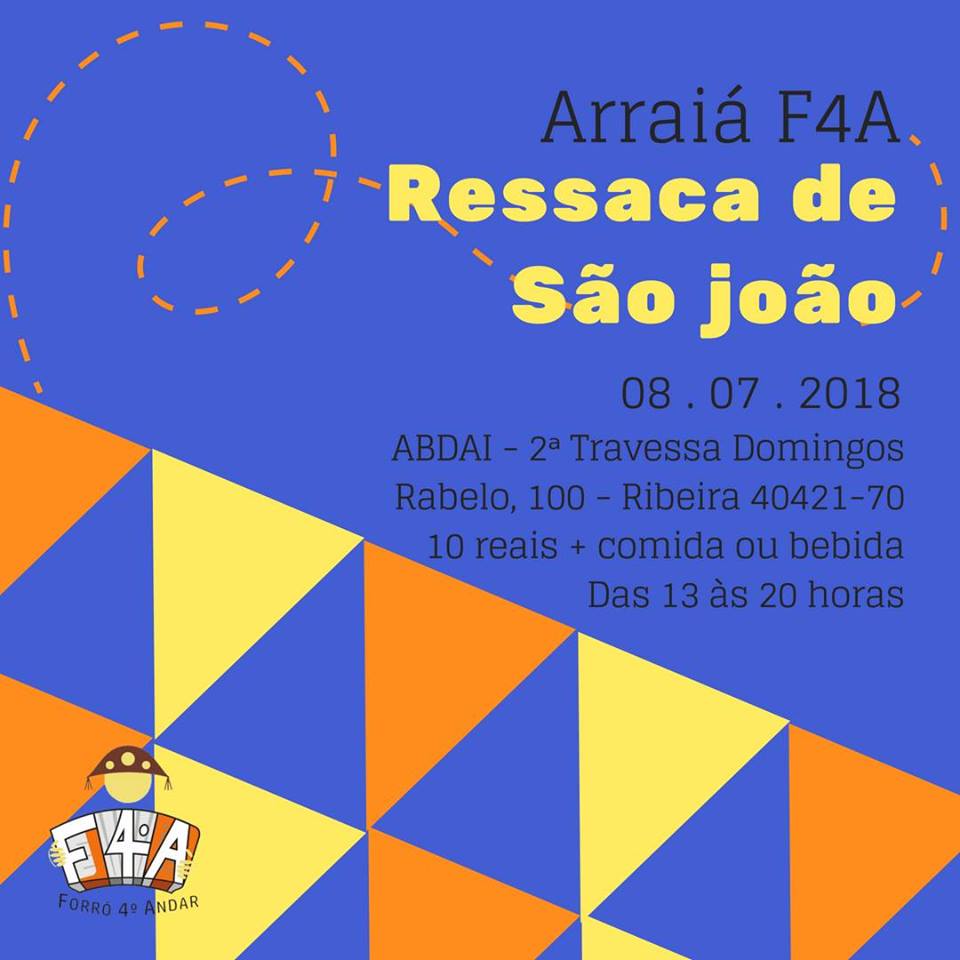 Arraiá F4A
Ressaca de
São joão
08 . 07 . 2018
ABDAI - 2ª Travessa Domingos
Rabelo, 100 - Ribeira 40421-70
10 reais + comida ou bebida
Das 13 às 20 horas
F4ºA
FORRÓ 4º ANDAR